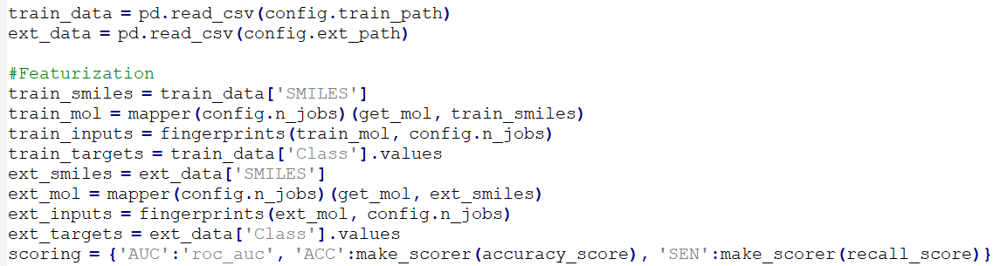 train_data = pd.read_csv(config.train_path)
ext_data = pd.read_csv(config.ext_path)
#Featurization
train_smiles = train_data['SMILES']
train_mol = mapper(config.n_jobs)(get_mol, train_smiles)
train_inputs = fingerprints(train_mol, config.n_jobs)
train_targets = train_data['Class'].values
ext_smiles = ext_data['SMILES']
ext_mol = mapper(config.n_jobs)(get_mol, ext_smiles)
ext_inputs = fingerprints(ext_mol, config.n_jobs)
ext_targets = ext_data['Class'].values
scoring = {'AUC':'roc_auc', 'ACC':make_scorer(accuracy_score), 'SEN':make_scorer(recall_score)}